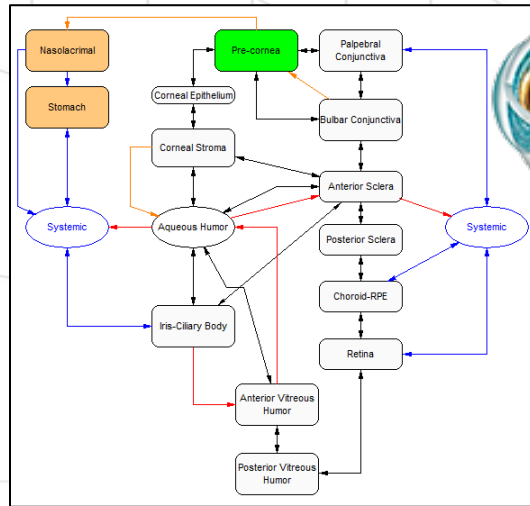 Nasolacrimal
Pre-cornea
Palpebral
Conjunctiva
Stomach
Corneal Epithelium
Bulbar Conjunctiva
Corneal Stroma
Anterior Sclera
Systemic
Aqueous Humor
Systemic
Posterior Sclera
Choroid-RPE
Iris-Ciliary Body
Retina
Anterior Vitreous
Humor
Posterior Vitreous
Humor